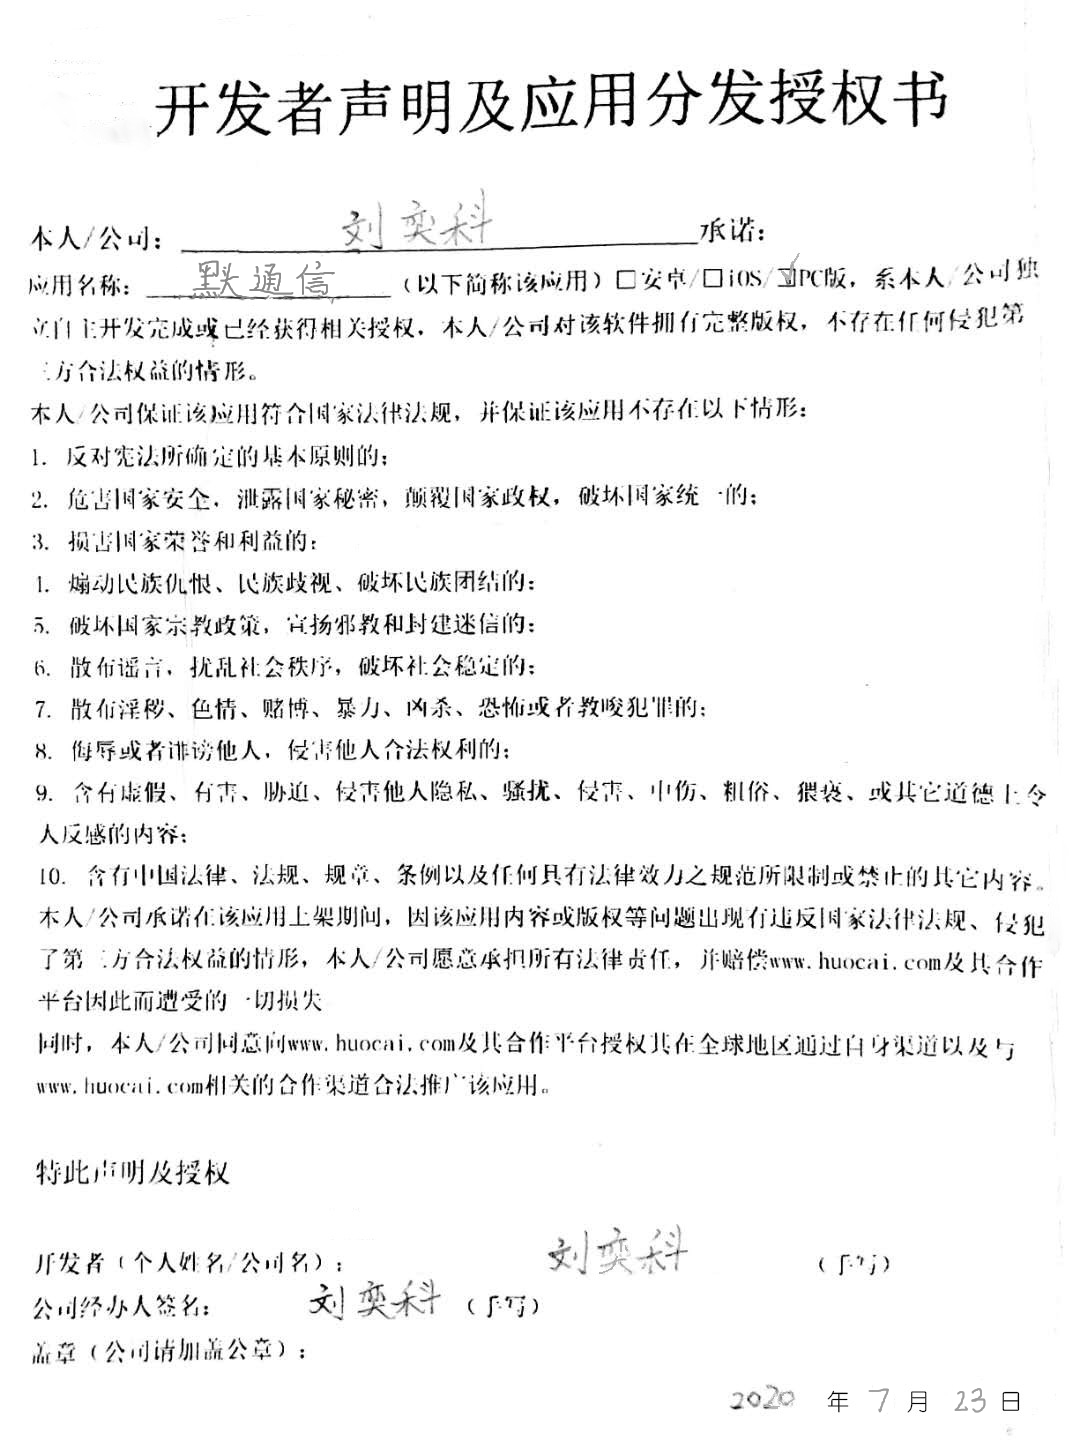 开发者声明及应用分发授权书
本人/公司：刘奕科承诺：
应用名称：默通信（以下简称该应用）☐安卓/☐iOS/☑PC版，系本人/公司独
立自主开发完成或已经获得相关授权，本人/公司对该软件拥有完整版权，不存在任何侵犯第
三方合法权益的情形。
本人/公司保证该应用符合国家法律法规，并保证该应用不存在以下情形：
1. 反对宪法所确定的基本原则的；
2. 危害国家安全，泄露国家秘密，颠覆国家政权，破坏国家统一的；
3. 损害国家荣誉和利益的；
4. 煽动民族仇恨、民族歧视、破坏民族团结的；
5. 破坏国家宗教政策，宣扬邪教和封建迷信的；
6. 散布谣言，扰乱社会秩序，破坏社会稳定的；
7. 散布淫秽、色情、赌博、暴力、凶杀、恐怖或者教唆犯罪的；
8. 侮辱或者诽谤他人，侵害他人合法权利的；
9. 含有虚假、有害、胁迫、侵害他人隐私、骚扰、侵害、中伤、粗俗、猥亵、或其它道德上令
人反感的内容；
10. 含有中国法律、法规、规章、条例以及任何具有法律效力之规范所限制或禁止的其它内容。
本人/公司承诺在该应用上架期间，因该应用内容或版权等问题出现有违反国家法律法规、侵犯
了第三方合法权益的情形，本人/公司愿意承担所有法律责任，并赔偿www.huocai.com及其合作
平台因此而遭受的一切损失
同时，本人/公司同意向www.huocai.com及其合作平台授权其在全球地区通过自身渠道以及与
www.huocai.com相关的合作渠道合法推广该应用。
特此声明及授权
开发者（个人姓名/公司名）：刘奕科（手写）
公司经办人签名：刘奕科（手写）
盖章（公司请加盖公章）：
2020 年 7 月 23 日